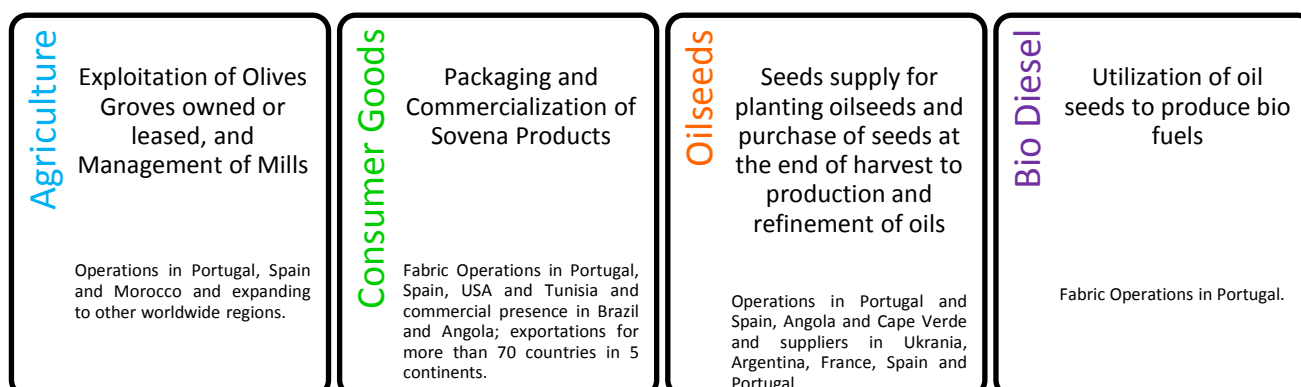 Agriculture
Exploitation of Olives
Groves owned or
leased, and
Management of Mills
Operations in Portugal, Spain
and Morocco and expanding
to other worldwide regions.
Consumer Goods
Packaging and
Commercialization of
Sovena Products
Fabric Operations in Portugal,
Spain, USA and Tunisia and
commercial presence in Brazil
and Angola; exportations for
more than 70 countries in 5
continents.
Oilseeds
Seeds supply for
planting oilseeds and
purchase of seeds at
the end of harvest to
production and
refinement of oils
Operations in Portugal and
Spain, Angola and Cape Verde
and suppliers in Ukrania,
Argentina, France, Spain and
Portugal
Bio Diesel
Utilization of oil
seeds to produce bio
fuels
Fabric Operations in Portugal.